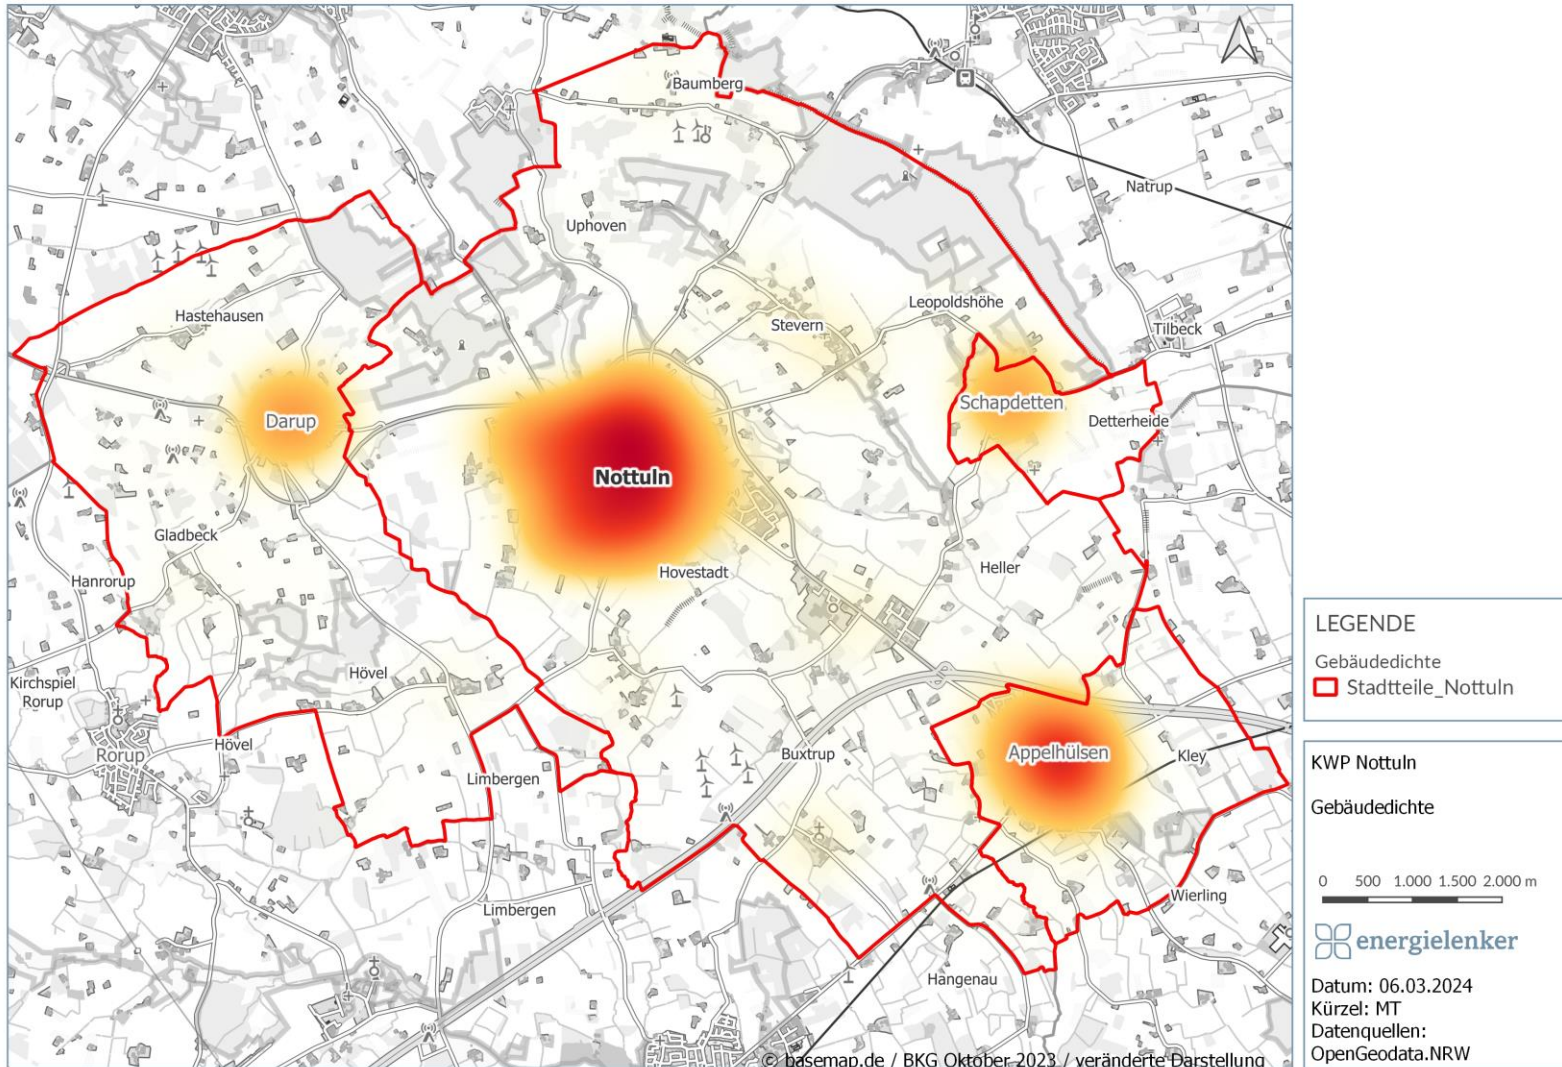 Baumberg
Natrup
Uphoven
Leopoldshöhe
Hastehausen
Stevern
Tilbeck
Schapdetten
Darup
Detterheide
Nottuln
Gladbeck
Hovestadt
Heller
Hanrorup
Hövel
Kirchspiel
Rorup
Hövel
Rorup
Buxtrup
Appelhülsen
Kley
Limbergen
Wierling
Limbergen
Hangenau
© basemap.de / BKG Oktober 2023 / veränderte Darstellung
LEGENDE
Gebäudedichte
Stadtteile_Nottuln
KWP Nottuln
Gebäudedichte
0 500 1.000 1.500 2.000 m
energielenker
Datum: 06.03.2024
Kürzel: MT
Datenquellen:
OpenGeodata.NRW